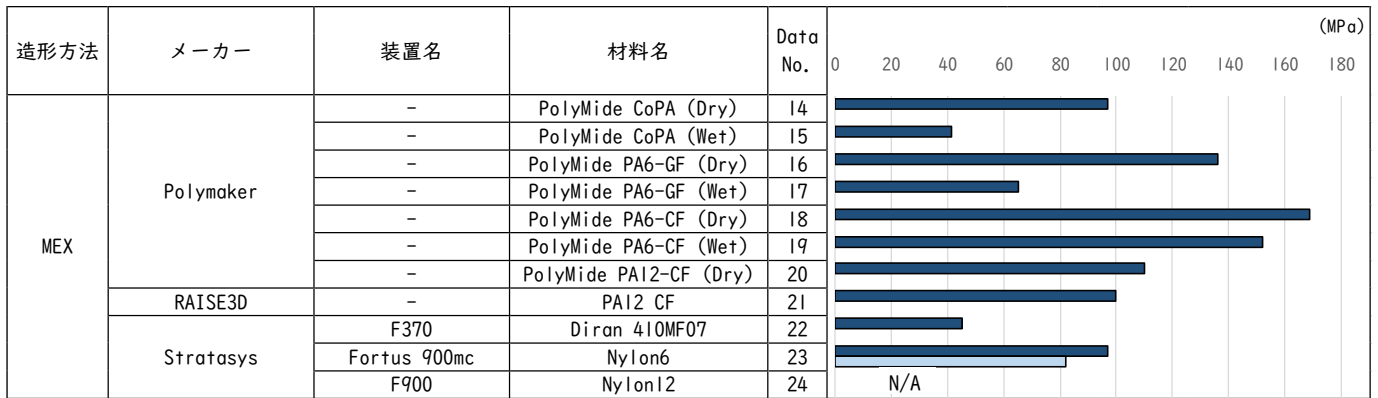 造形方法 メーカー 装置名 材料名 Data No. (MPa)
0 20 40 60 80 100 120 140 160 180
MEX Polymaker - PolyMide CoPA (Dry) 14
- PolyMide CoPA (Wet) 15
- PolyMide PA6-GF (Dry) 16
- PolyMide PA6-GF (Wet) 17
- PolyMide PA6-CF (Dry) 18
- PolyMide PA6-CF (Wet) 19
- PolyMide PA12-CF (Dry) 20
RAISE3D - PA12 CF 21
Stratasys F370 Diran 410MF07 22
Fortus 900mc Nylon6 23
F900 Nylon12 24 N/A